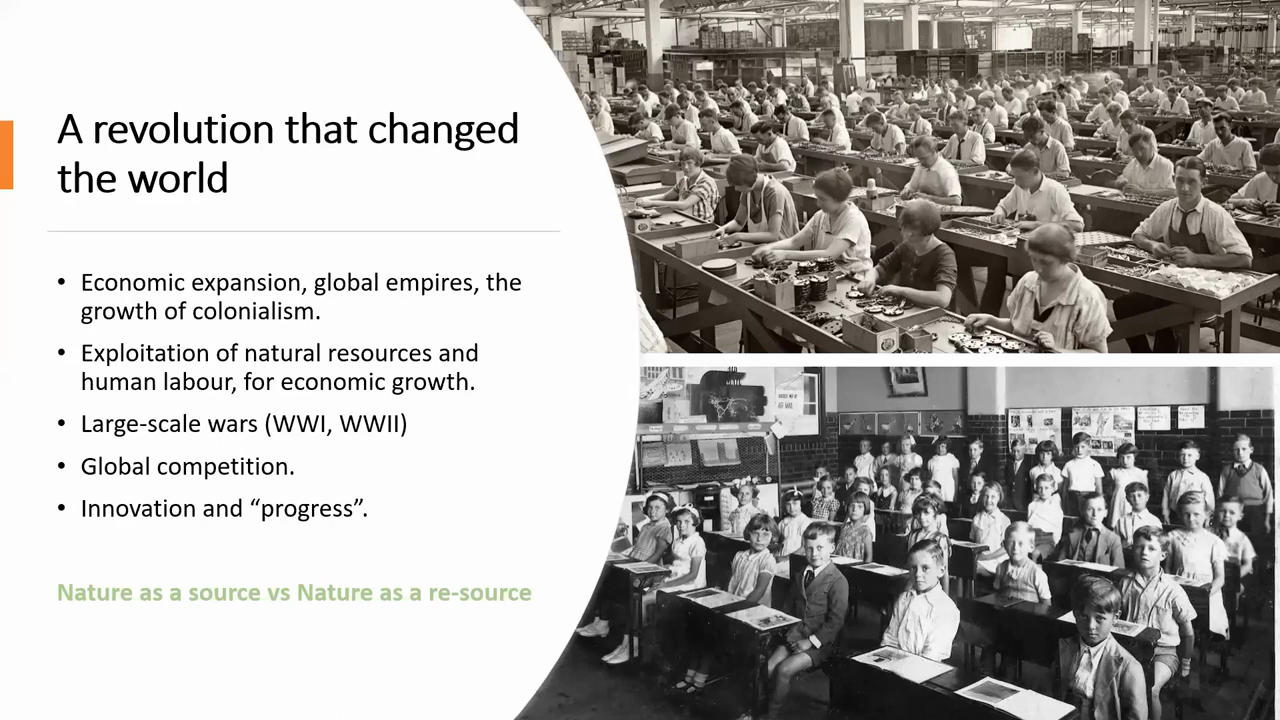 A revolution that changed
the world
• Economic expansion, global empires, the
growth of colonialism.
• Exploitation of natural resources and
human labour, for economic growth.
• Large-scale wars (WWI, WWII)
• Global competition.
• Innovation and “progress”.
Nature as a source vs Nature as a re-source